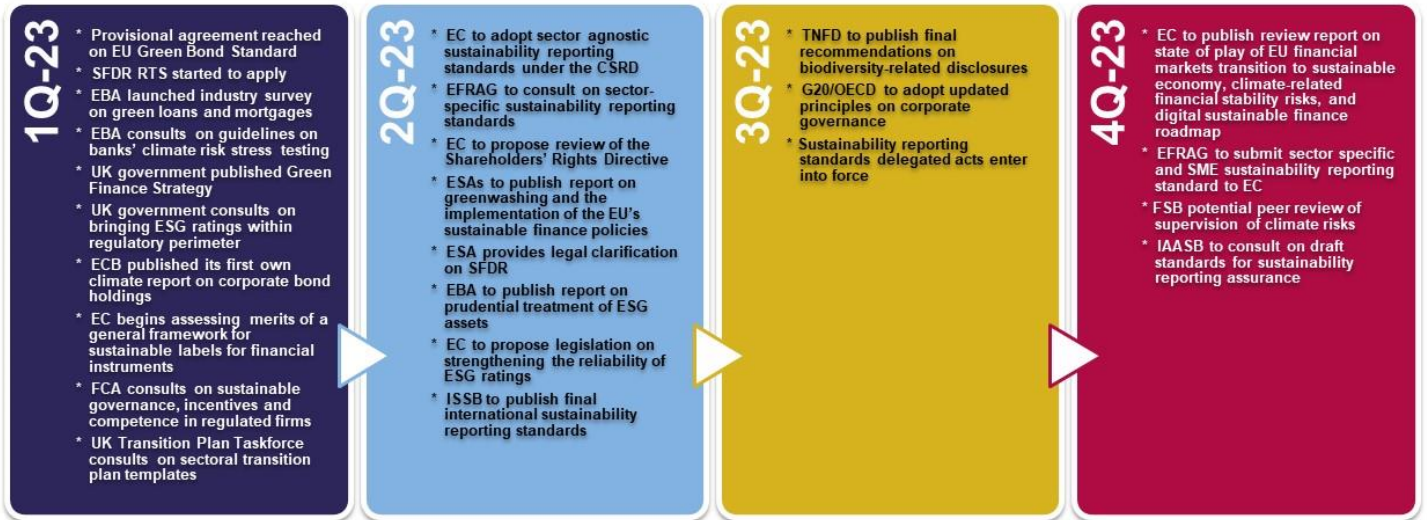 1Q-23
* Provisional agreement reached
on EU Green Bond Standard
* SFDR RTS started to apply
* EBA launched industry survey
on green loans and mortgages
* EBA consults on guidelines on
banks' climate risk stress testing
* UK government published Green
Finance Strategy
* UK government consults on
bringing ESG ratings within
regulatory perimeter
* ECB published its first own
climate report on corporate bond
holdings
* EC begins assessing merits of a
general framework for
sustainable labels for financial
instruments
* FCA consults on sustainable
governance, incentives and
competence in regulated firms
* UK Transition Plan Taskforce
consults on sectoral transition
plan templates
2Q-23
* EC to adopt sector agnostic
sustainability reporting
standards under the CSRD
* EFRAG to consult on sector-
specific sustainability reporting
standards
* EC to propose review of the
Shareholders' Rights Directive
* ESAs to publish report on
greenwashing and the
implementation of the EU's
sustainable finance policies
* ESA provides legal clarification
on SFDR
* EBA to publish report on
prudential treatment of ESG
assets
* EC to propose legislation on
strengthening the reliability of
ESG ratings
* ISSB to publish final
international sustainability
reporting standards
3Q-23
* TNFD to publish final
recommendations on
biodiversity-related disclosures
* G20/OECD to adopt updated
principles on corporate
governance
* Sustainability reporting
standards delegated acts enter
into force
4Q-23
* EC to publish review report on
state of play of EU financial
markets transition to sustainable
economy, climate-related
financial stability risks, and
digital sustainable finance
roadmap
* EFRAG to submit sector specific
and SME sustainability reporting
standard to EC
* FSB potential peer review of
supervision of climate risks
* IAASB to consult on draft
standards for sustainability
reporting assurance